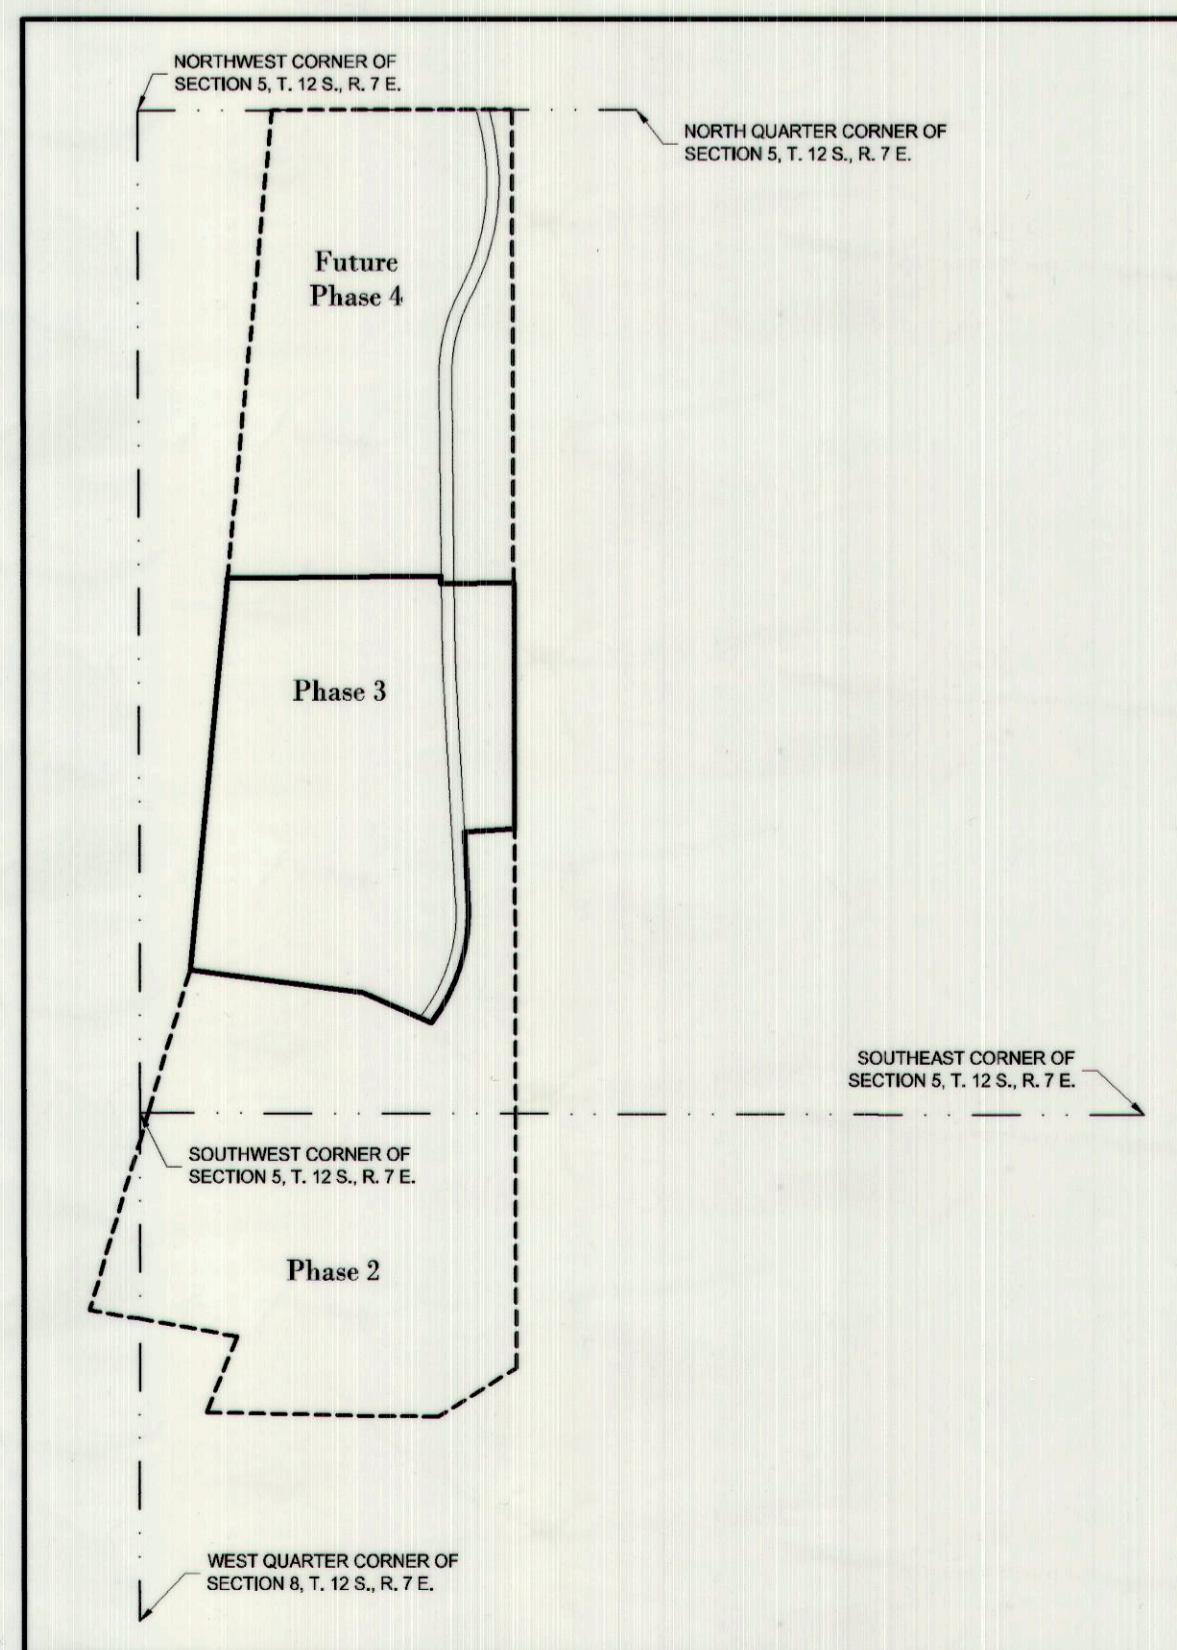 NORTHWEST CORNER OF
SECTION 5, T. 12 S., R. 7 E.
NORTH QUARTER CORNER OF
SECTION 5, T. 12 S., R. 7 E.
Future
Phase 4
Phase 3
SOUTHEAST CORNER OF
SECTION 5, T. 12 S., R. 7 E.
SOUTHWEST CORNER OF
SECTION 5, T. 12 S., R. 7 E.
Phase 2
WEST QUARTER CORNER OF
SECTION 8, T. 12 S., R. 7 E.